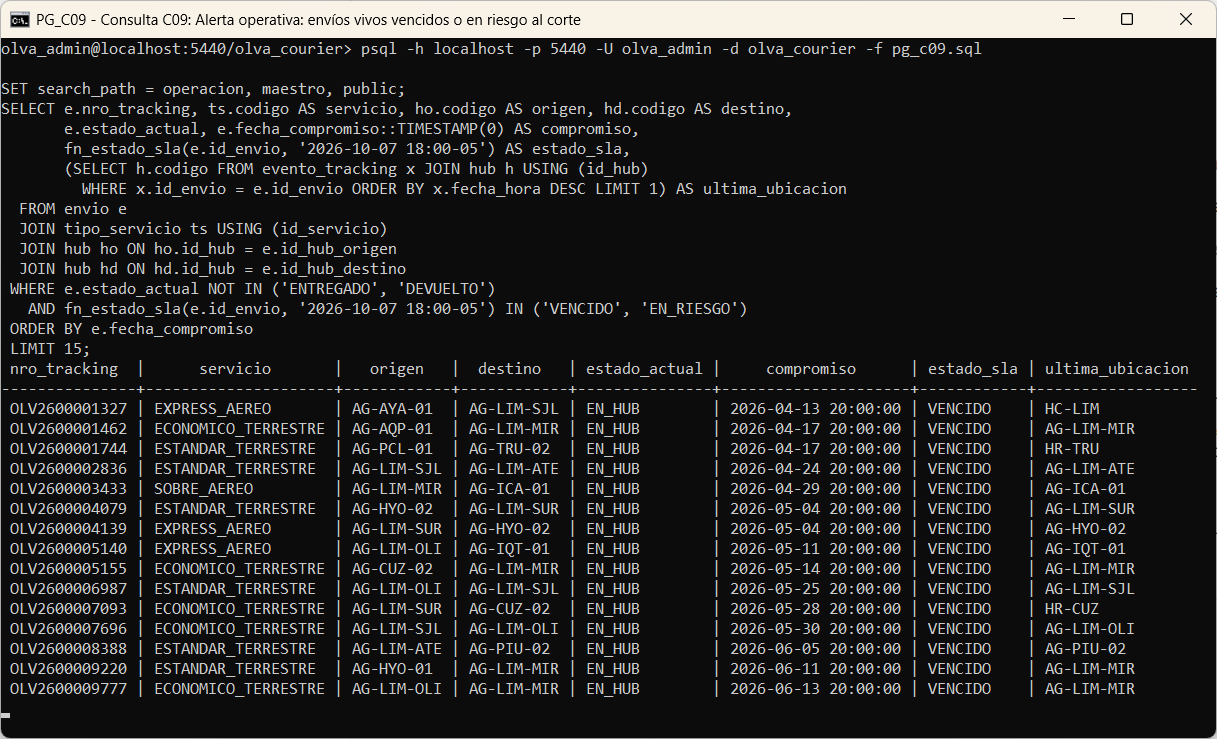 PG_C09 - Consulta C09: Alerta operativa: envíos vivos vencidos o en riesgo al corte
olva_admin@localhost:5440/olva_courier> psql -h localhost -p 5440 -U olva_admin -d olva_courier -f pg_c09.sql
SET search_path = operacion, maestro, public;
SELECT e.nro_tracking, ts.codigo AS servicio, ho.codigo AS origen, hd.codigo AS destino,
       e.estado_actual, e.fecha_compromiso::TIMESTAMP(0) AS compromiso,
       fn_estado_sla(e.id_envio, '2026-10-07 18:00-05') AS estado_sla,
       (SELECT h.codigo FROM evento_tracking x JOIN hub h USING (id_hub)
         WHERE x.id_envio = e.id_envio ORDER BY x.fecha_hora DESC LIMIT 1) AS ultima_ubicacion
  FROM envio e
  JOIN tipo_servicio ts USING (id_servicio)
  JOIN hub ho ON ho.id_hub = e.id_hub_origen
  JOIN hub hd ON hd.id_hub = e.id_hub_destino
 WHERE e.estado_actual NOT IN ('ENTREGADO', 'DEVUELTO')
   AND fn_estado_sla(e.id_envio, '2026-10-07 18:00-05') IN ('VENCIDO', 'EN_RIESGO')
 ORDER BY e.fecha_compromiso
 LIMIT 15;
 nro_tracking  |      servicio       |   origen   |  destino   | estado_actual |     compromiso      | estado_sla | ultima_ubicacion
---------------+---------------------+------------+------------+---------------+---------------------+------------+------------------
 OLV2600001327 | EXPRESS_AEREO       | AG-AYA-01  | AG-LIM-SJL | EN_HUB        | 2026-04-13 20:00:00 | VENCIDO    | HC-LIM
 OLV2600001462 | ECONOMICO_TERRESTRE | AG-AQP-01  | AG-LIM-MIR | EN_HUB        | 2026-04-17 20:00:00 | VENCIDO    | AG-LIM-MIR
 OLV2600001744 | ESTANDAR_TERRESTRE  | AG-PCL-01  | AG-TRU-02  | EN_HUB        | 2026-04-17 20:00:00 | VENCIDO    | HR-TRU
 OLV2600002836 | ESTANDAR_TERRESTRE  | AG-LIM-SJL | AG-LIM-ATE | EN_HUB        | 2026-04-24 20:00:00 | VENCIDO    | AG-LIM-ATE
 OLV2600003433 | SOBRE_AEREO         | AG-LIM-MIR | AG-ICA-01  | EN_HUB        | 2026-04-29 20:00:00 | VENCIDO    | AG-ICA-01
 OLV2600004079 | ESTANDAR_TERRESTRE  | AG-HYO-02  | AG-LIM-SUR | EN_HUB        | 2026-05-04 20:00:00 | VENCIDO    | AG-LIM-SUR
 OLV2600004139 | EXPRESS_AEREO       | AG-LIM-SUR | AG-HYO-02  | EN_HUB        | 2026-05-04 20:00:00 | VENCIDO    | AG-HYO-02
 OLV2600005140 | EXPRESS_AEREO       | AG-LIM-OLI | AG-IQT-01  | EN_HUB        | 2026-05-11 20:00:00 | VENCIDO    | AG-IQT-01
 OLV2600005155 | ECONOMICO_TERRESTRE | AG-CUZ-02  | AG-LIM-MIR | EN_HUB        | 2026-05-14 20:00:00 | VENCIDO    | AG-LIM-MIR
 OLV2600006987 | ESTANDAR_TERRESTRE  | AG-LIM-OLI | AG-LIM-SJL | EN_HUB        | 2026-05-25 20:00:00 | VENCIDO    | AG-LIM-SJL
 OLV2600007093 | ECONOMICO_TERRESTRE | AG-LIM-SUR | AG-CUZ-02  | EN_HUB        | 2026-05-28 20:00:00 | VENCIDO    | HR-CUZ
 OLV2600007696 | ECONOMICO_TERRESTRE | AG-LIM-SJL | AG-LIM-OLI | EN_HUB        | 2026-05-30 20:00:00 | VENCIDO    | AG-LIM-OLI
 OLV2600008388 | ESTANDAR_TERRESTRE  | AG-LIM-ATE | AG-PIU-02  | EN_HUB        | 2026-06-05 20:00:00 | VENCIDO    | AG-PIU-02
 OLV2600009220 | ESTANDAR_TERRESTRE  | AG-HYO-01  | AG-LIM-MIR | EN_HUB        | 2026-06-11 20:00:00 | VENCIDO    | AG-LIM-MIR
 OLV2600009777 | ECONOMICO_TERRESTRE | AG-LIM-OLI | AG-LIM-MIR | EN_HUB        | 2026-06-13 20:00:00 | VENCIDO    | AG-LIM-MIR